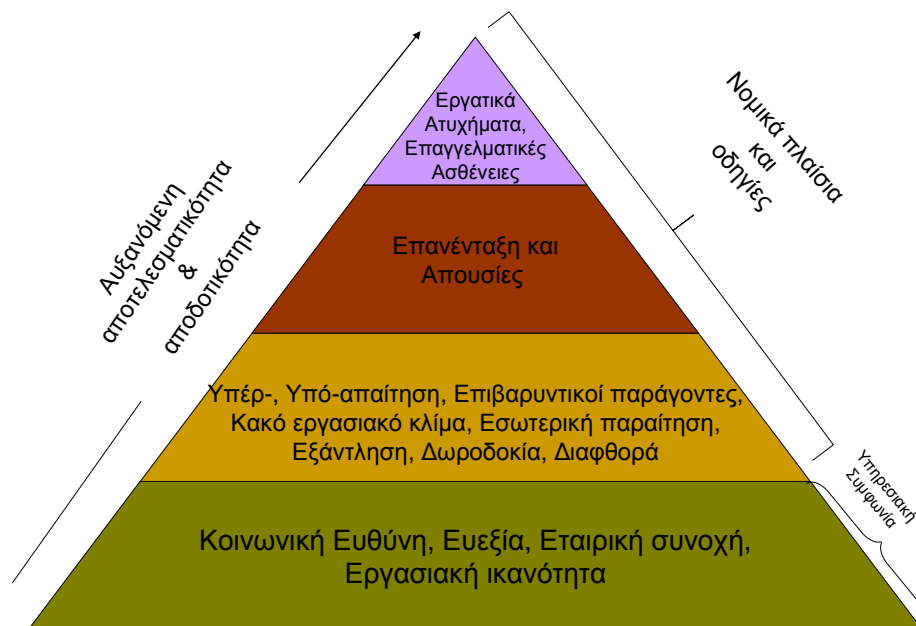 Εργατικά
Ατυχήματα,
Επαγγελματικές
Ασθένειες
Επανένταξη και
Απουσίες
Υπέρ-, Υπό-απαίτηση, Επιβαρυντικοί παράγοντες,
Κακό εργασιακό κλίμα, Εσωτερική παραίτηση,
Εξάντληση, Δωροδοκία, Διαφθορά
Κοινωνική Ευθύνη, Ευεξία, Εταιρική συνοχή,
Εργασιακή ικανότητα
Αυξανόμενη
αποτελεσματικότητα
&
αποδοτικότητα
Νομικά πλαίσια
και
οδηγίες
Υπηρεσιακή
Συμφωνία